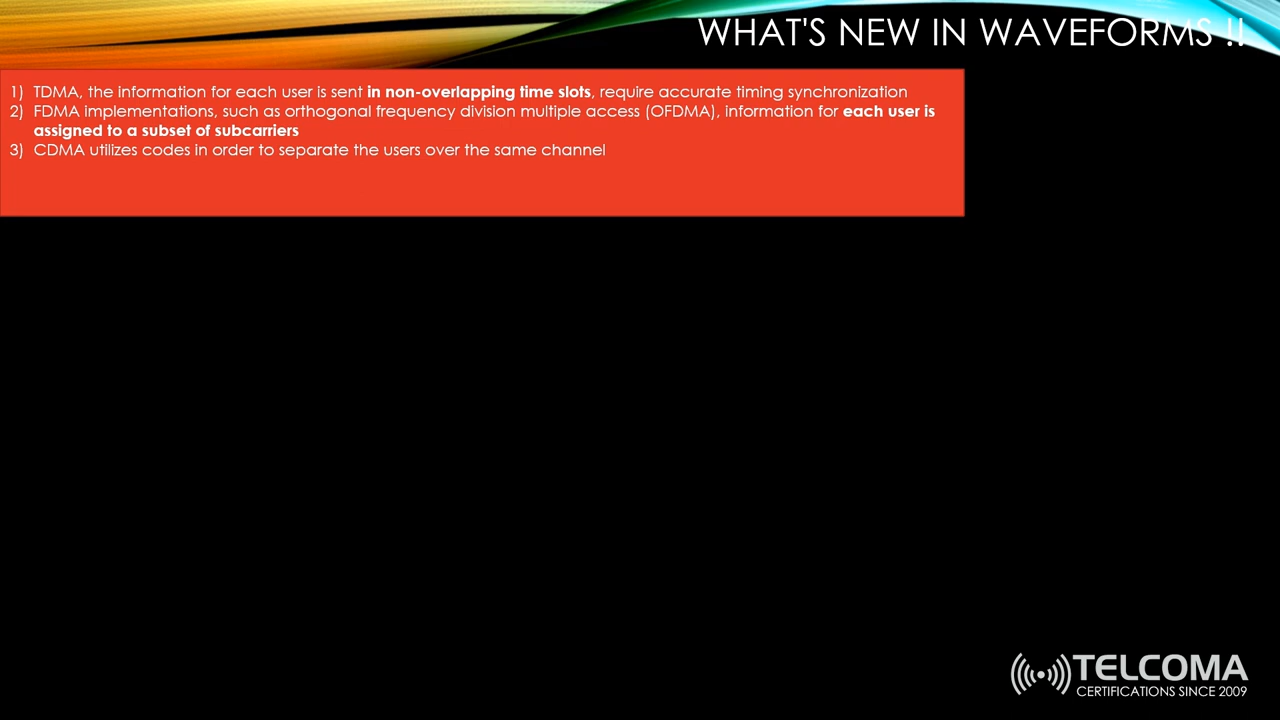 WHAT'S NEW IN WAVEFORMS !!
1) TDMA, the information for each user is sent in non-overlapping time slots, require accurate timing synchronization
2) FDMA implementations, such as orthogonal frequency division multiple access (OFDMA), information for each user is
assigned to a subset of subcarriers
3) CDMA utilizes codes in order to separate the users over the same channel
TELCOMA
CERTIFICATIONS SINCE 2009